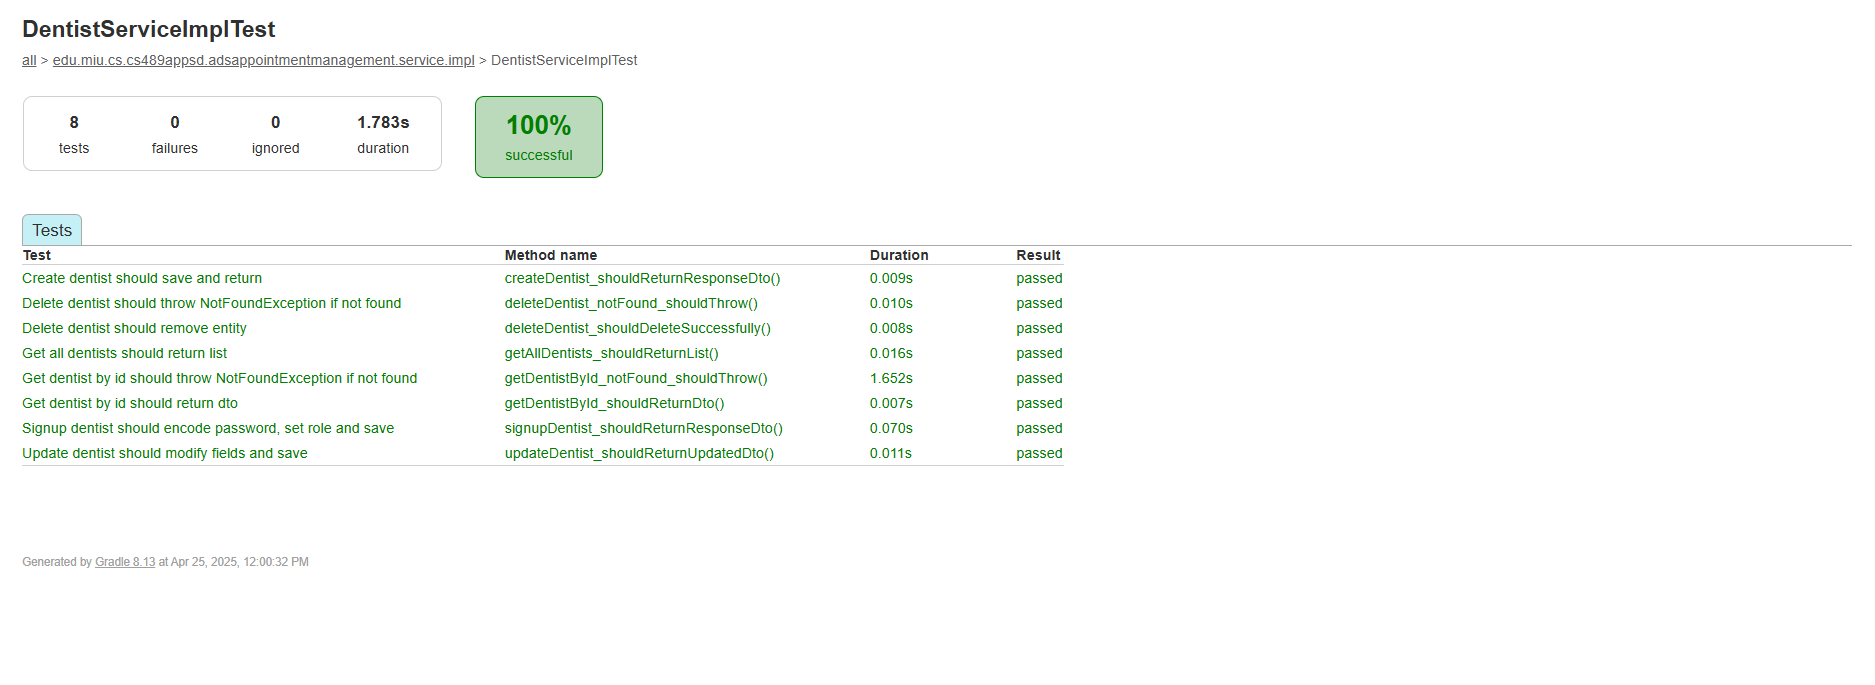 DentistServiceImplTest
all > edu.miu.cs.cs489appsd.adsappointmentmanagement.service.impl > DentistServiceImplTest
8 0 0 1.783s
tests failures ignored duration
100%
successful
Tests
Test Method name Duration Result
Create dentist should save and return createDentist_shouldReturnResponseDto() 0.009s passed
Delete dentist should throw NotFoundException if not found deleteDentist_notFound_shouldThrow() 0.010s passed
Delete dentist should remove entity deleteDentist_shouldDeleteSuccessfully() 0.008s passed
Get all dentists should return list getAllDentists_shouldReturnList() 0.016s passed
Get dentist by id should throw NotFoundException if not found getDentistById_notFound_shouldThrow() 1.652s passed
Get dentist by id should return dto getDentistById_shouldReturnDto() 0.007s passed
Signup dentist should encode password, set role and save signupDentist_shouldReturnResponseDto() 0.070s passed
Update dentist should modify fields and save updateDentist_shouldReturnUpdatedDto() 0.011s passed
Generated by Gradle 8.13 at Apr 25, 2025, 12:00:32 PM